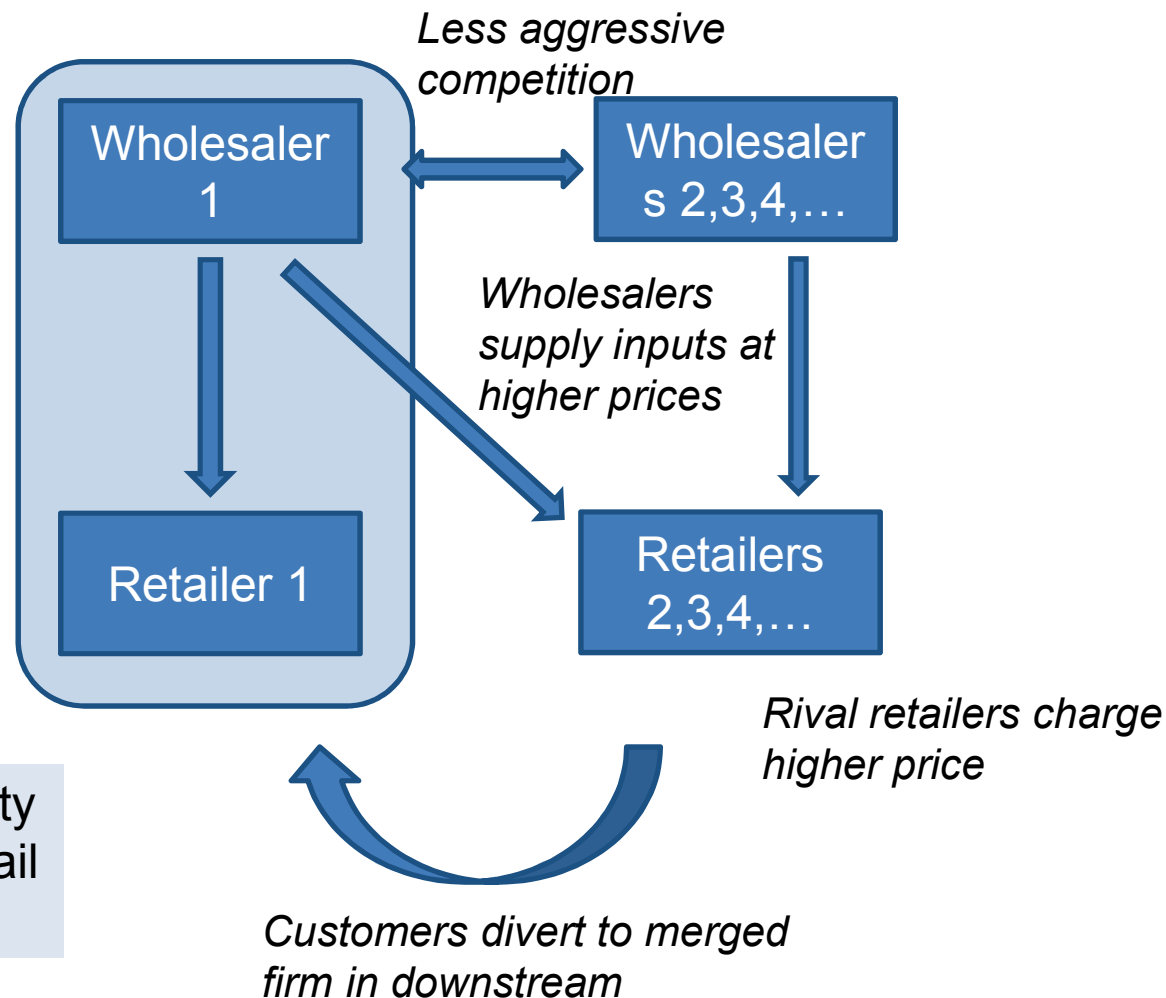 Less aggressive
competition
Wholesaler
1
Wholesaler
s 2,3,4,…
Wholesalers
supply inputs at
higher prices
Retailer 1
Retailers
2,3,4,…
Rival retailers charge
higher price
ty
ail
Customers divert to merged
firm in downstream